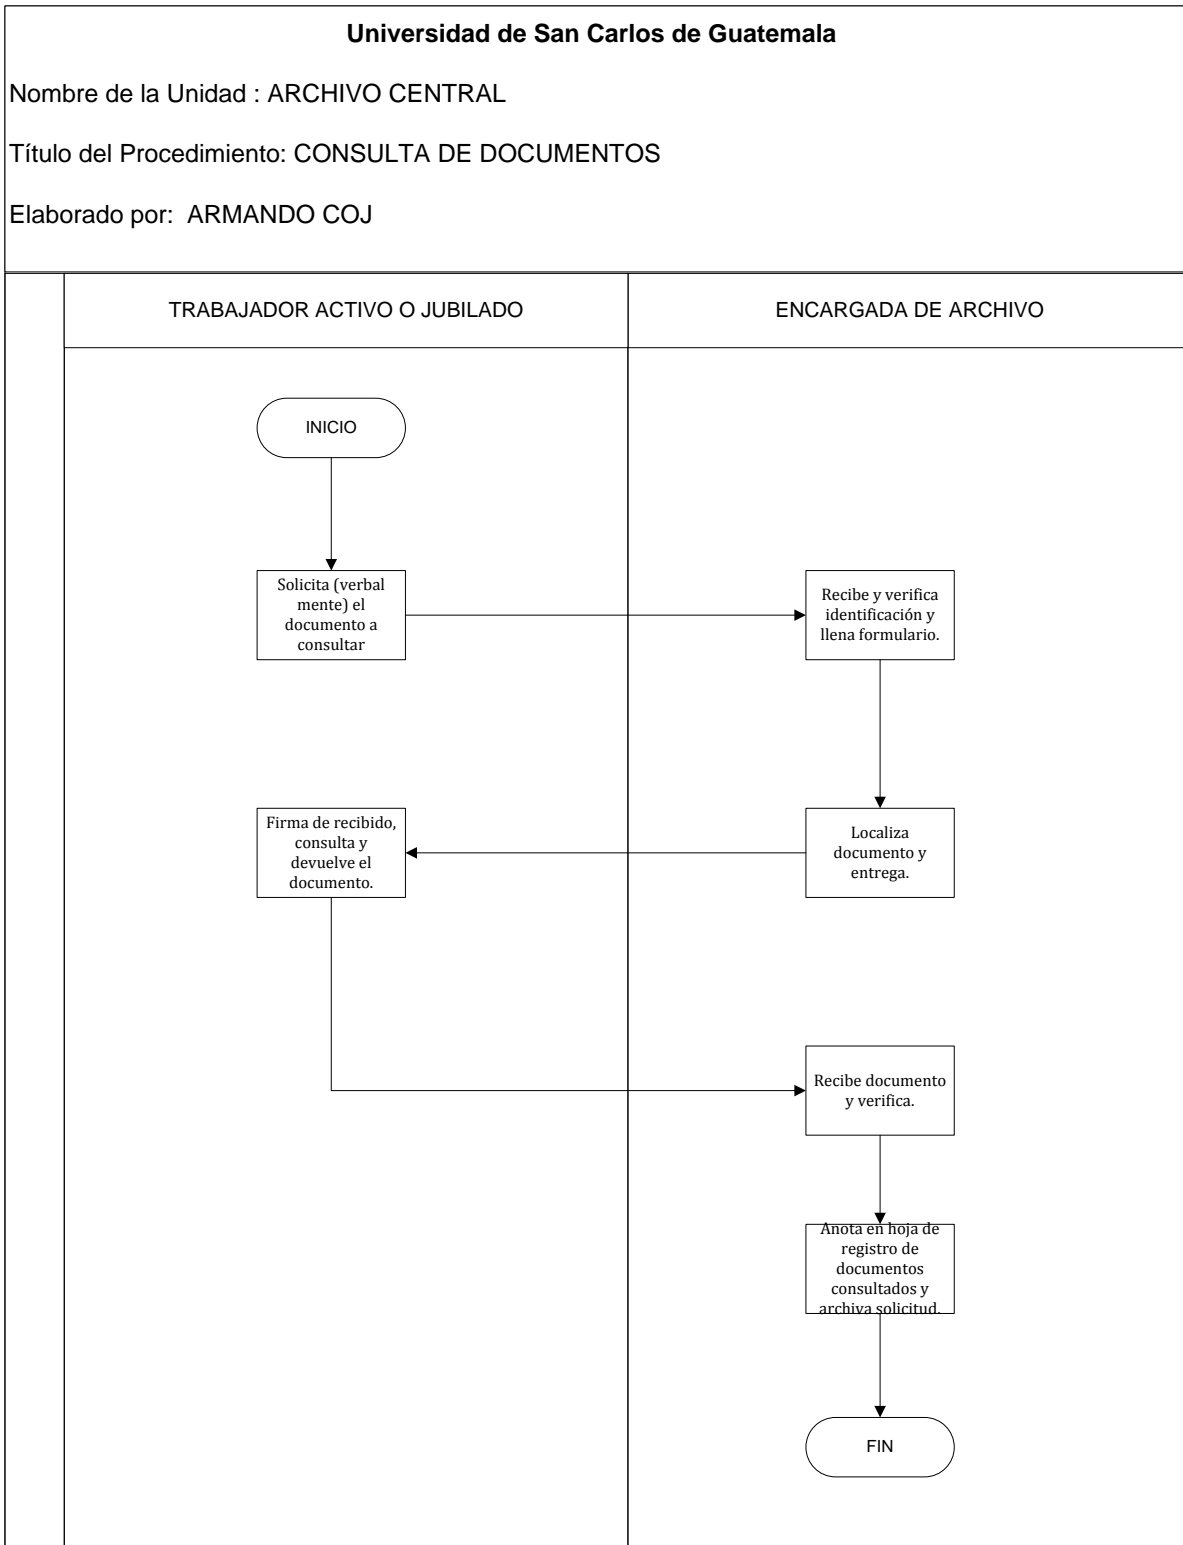 Universidad de San Carlos de Guatemala
Nombre de la Unidad : ARCHIVO CENTRAL
Título del Procedimiento: CONSULTA DE DOCUMENTOS
Elaborado por: ARMANDO COJ
TRABAJADOR ACTIVO O JUBILADO
ENCARGADA DE ARCHIVO
INICIO
Solicita (verbal
mente) el
documento a
consultar
Recibe y verifica
identificación y
llena formulario.
Localiza
documento y
entrega.
Firma de recibido,
consulta y
devuelve el
documento.
Recibe documento
y verifica.
Anota en hoja de
registro de
documentos
consultados y
archiva solicitud.
FIN